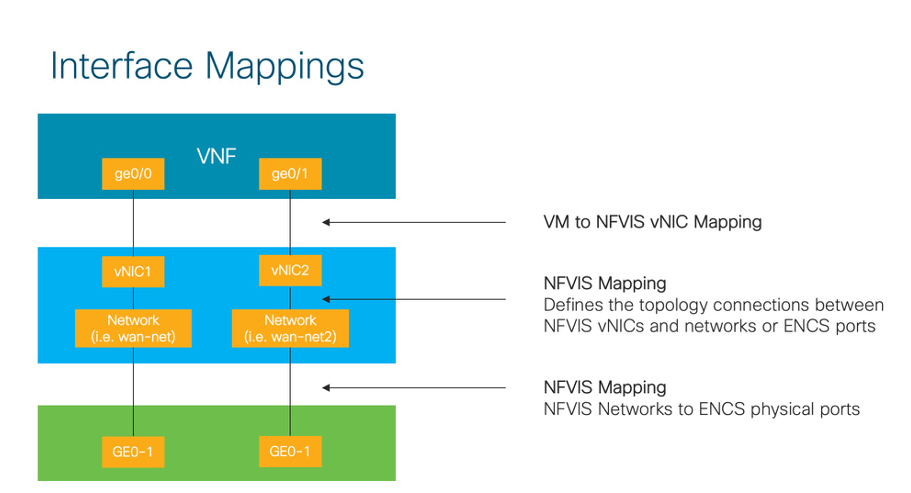 Interface Mappings
VNF
ge0/0
ge0/1
VM to NFVIS vNIC Mapping
vNIC1
vNIC2
NFVIS Mapping
Defines the topology connections between
NFVIS vNICs and networks or ENCS ports
Network
(i.e. wan-net)
Network
(i.e. wan-net2)
NFVIS Mapping
NFVIS Networks to ENCS physical ports
GE0-1
GE0-1